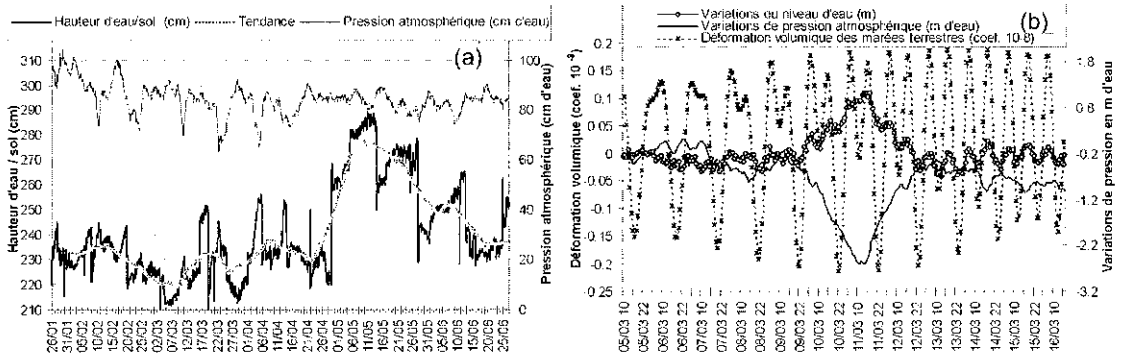 Hauteur d'eau/sol (cm) Tendance Pression atmosphérique (cm d'eau)
(a)
Hauteur d'eau / sol (cm)
310
300
290
280
270
260
250
240
230
220
210
100
80
60
40
20
0
Pression atmosphérique (cm d'eau)
26/01 31/01 05/02 10/02 15/02 20/02 25/02 02/03 07/03 12/03 17/03 22/03 27/03 01/04 06/04 11/04 16/04 21/04 26/04 01/05 06/05 11/05 16/05 21/05 26/05 31/05 05/06 10/06 15/06 20/06 25/06
Variations du niveau d'eau (m)
Variations de pression atmosphérique (m d'eau)
Déformation volumique des marées terrestres (coef. 10-8)
(b)
Déformation volumique (coef. 10⁻⁸)
0.2
0.15
0.1
0.05
0
-0.05
-0.1
-0.15
-0.2
-0.25
1.8
0.8
-0.2
-1.2
-2.2
-3.2
Variations de pression en m d'eau
05/03 10 05/03 22 06/03 10 06/03 22 07/03 10 07/03 22 08/03 10 08/03 22 09/03 10 09/03 22 10/03 10 10/03 22 11/03 10 11/03 22 12/03 10 12/03 22 13/03 10 13/03 22 14/03 10 14/03 22 15/03 10 15/03 22 16/03 10